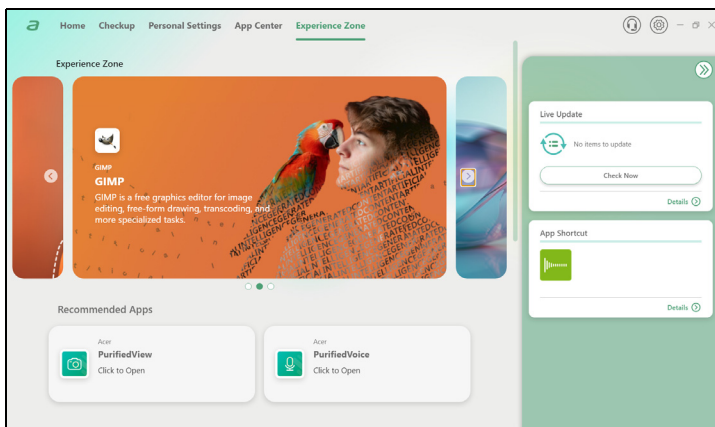 a
Home Checkup Personal Settings App Center Experience Zone
Experience Zone
GIMP
GIMP
GIMP is a free graphics editor for image
editing, free-form drawing, transcoding, and
more specialized tasks.
Recommended Apps
Acer
PurifiedView
Click to Open
Acer
PurifiedVoice
Click to Open
Live Update
No items to update
Check Now
Details
App Shortcut
Details